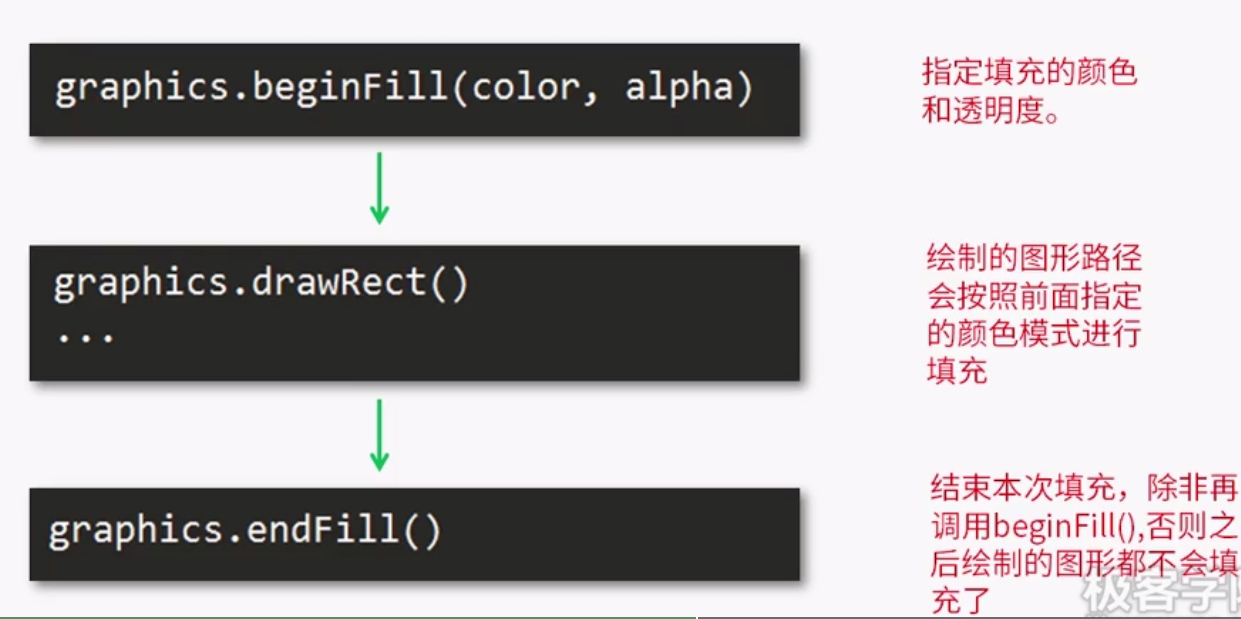 graphics.beginFill(color, alpha)
指定填充的颜色
和透明度。
graphics.drawRect()
...
绘制的图形路径
会按照前面指定
的颜色模式进行
填充
graphics.endFill()
结束本次填充，除非再
调用beginFill(),否则之
后绘制的图形都不会填
充了
极客学